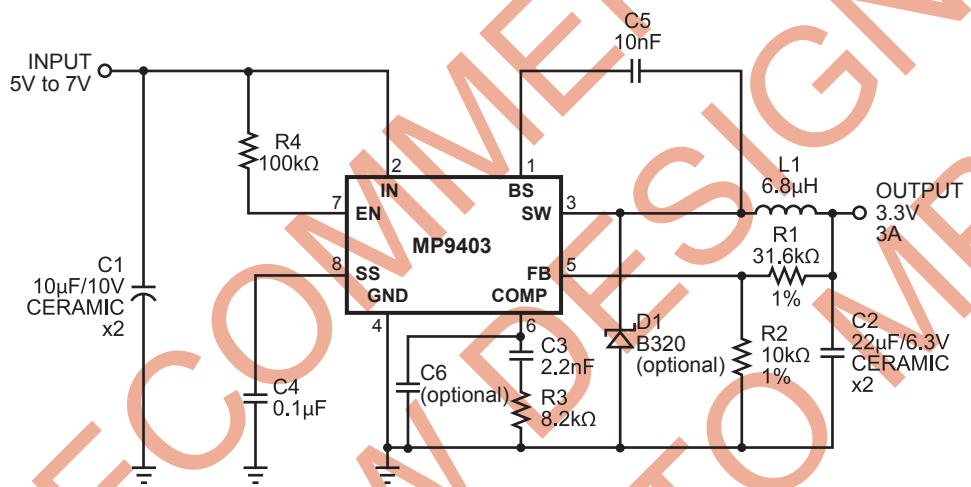 C5
10nF
INPUT
5V to 7V
R4
100kΩ
2
1
IN
BS
L1
6.8µH
7
EN
SW
3
OUTPUT
3.3V
3A
MP9403
R1
31.6kΩ
1%
8
SS
FB
5
C1
10µF/10V
CERAMIC
x2
GND
COMP
4
6
D1
B320
(optional)
R2
10kΩ
1%
C2
22µF/6.3V
CERAMIC
x2
C3
2.2nF
C6
(optional)
C4
0.1µF
R3
8.2kΩ
ECOMME
W DESIGN
TO M